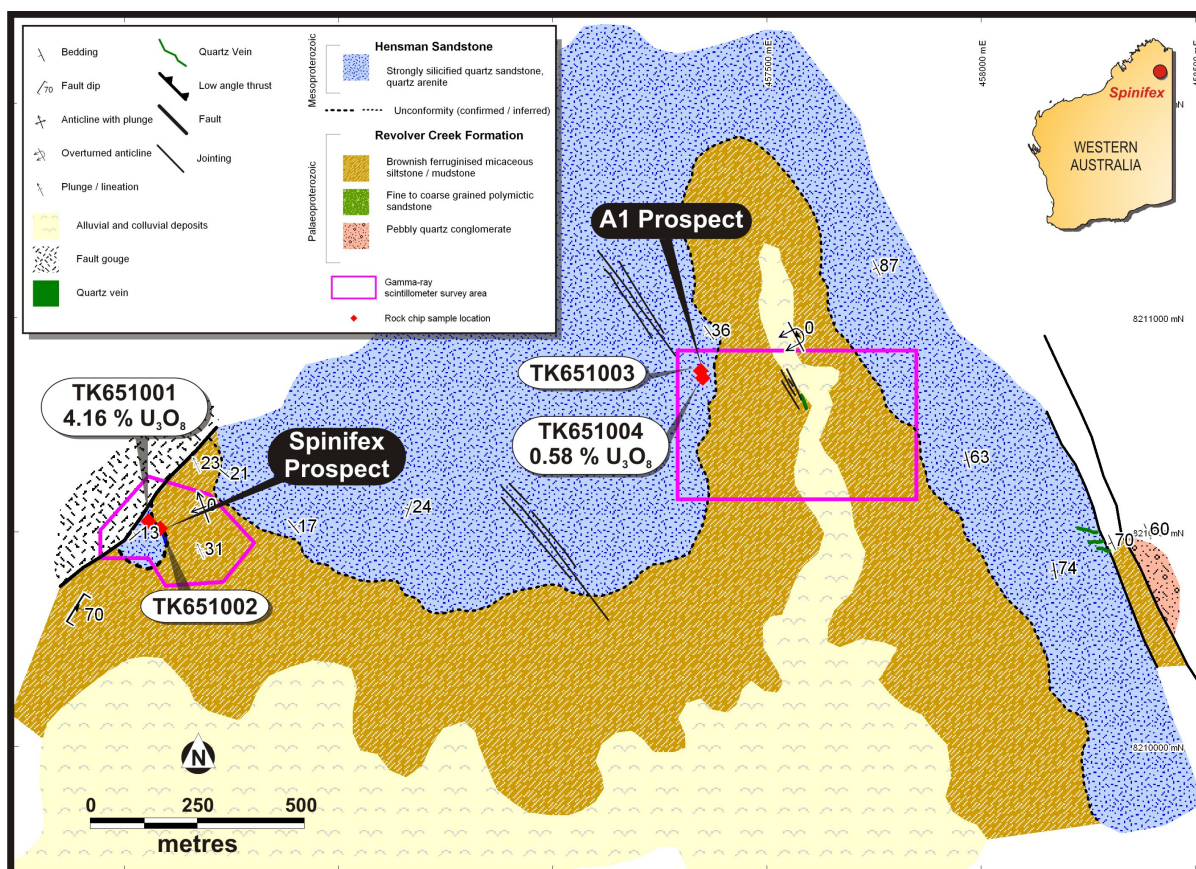 Bedding
70
Fault dip
Anticline with plunge
Overturned anticline
Plunge / lineation
Alluvial and colluvial deposits
Fault gouge
Quartz vein
Quartz Vein
Low angle thrust
Fault
Jointing
Mesoproterozoic
Hensman Sandstone
Strongly silicified quartz sandstone,
quartz arenite
Unconformity (confirmed / inferred)
Palaeoproterozoic
Revolver Creek Formation
Brownish ferruginised micaceous
siltstone / mudstone
Fine to coarse grained polymictic
sandstone
Pebbly quartz conglomerate
Gamma-ray
scintillometer survey area
Rock chip sample location
457500 mE
458000 mE
Spinifex
WESTERN
AUSTRALIA
A1 Prospect
87
8211000 mN
36
0
TK651003
TK651001
4.16 % U₃O₈
TK651004
0.58 % U₃O₈
Spinifex
Prospect
23
21
63
0
24
17
13
31
60
70
74
TK651002
70
8210000 mN
N
0 250 500
metres